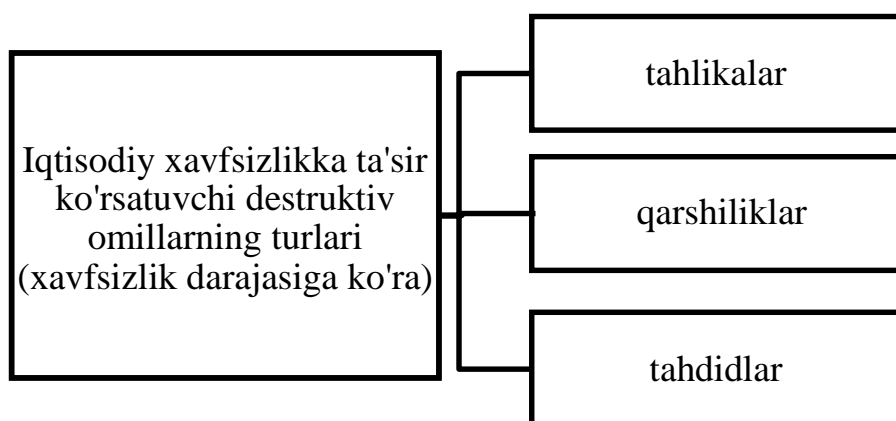 Iqtisodiy xavfsizlikka ta'sir
ko'rsatuvchi destruktiv
omillarning turlari
(xavfsizlik darajasiga ko'ra)
tahlikalar
qarshiliklar
tahdidlar